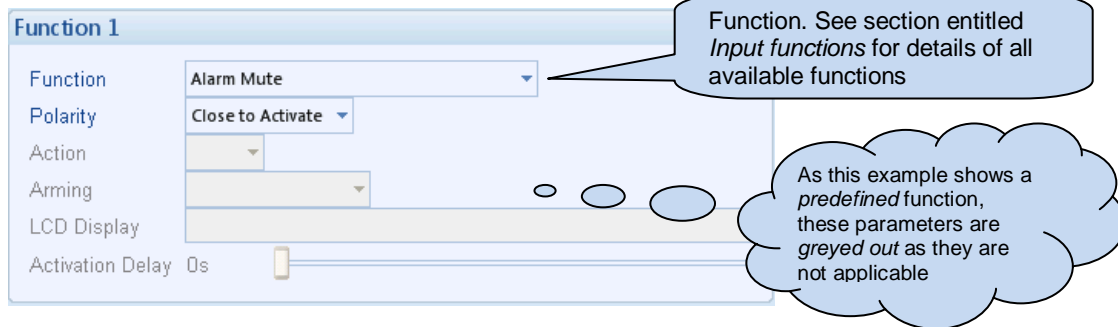 Function 1
Function. See section entitled
Input functions for details of all
available functions
Function Alarm Mute
Polarity Close to Activate
Action
Arming
LCD Display
Activation Delay 0s
As this example shows a
predefined function,
these parameters are
greyed out as they are
not applicable